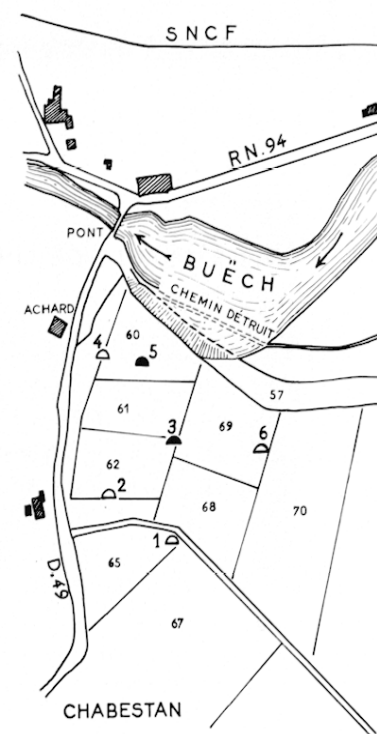 SNCF
RN.94
PONT
BUËCH
CHEMIN DÉTRUIT
ACHARD
4
60
5
57
61
3
69
6
62
2
68
70
1
65
D.49
67
CHABESTAN